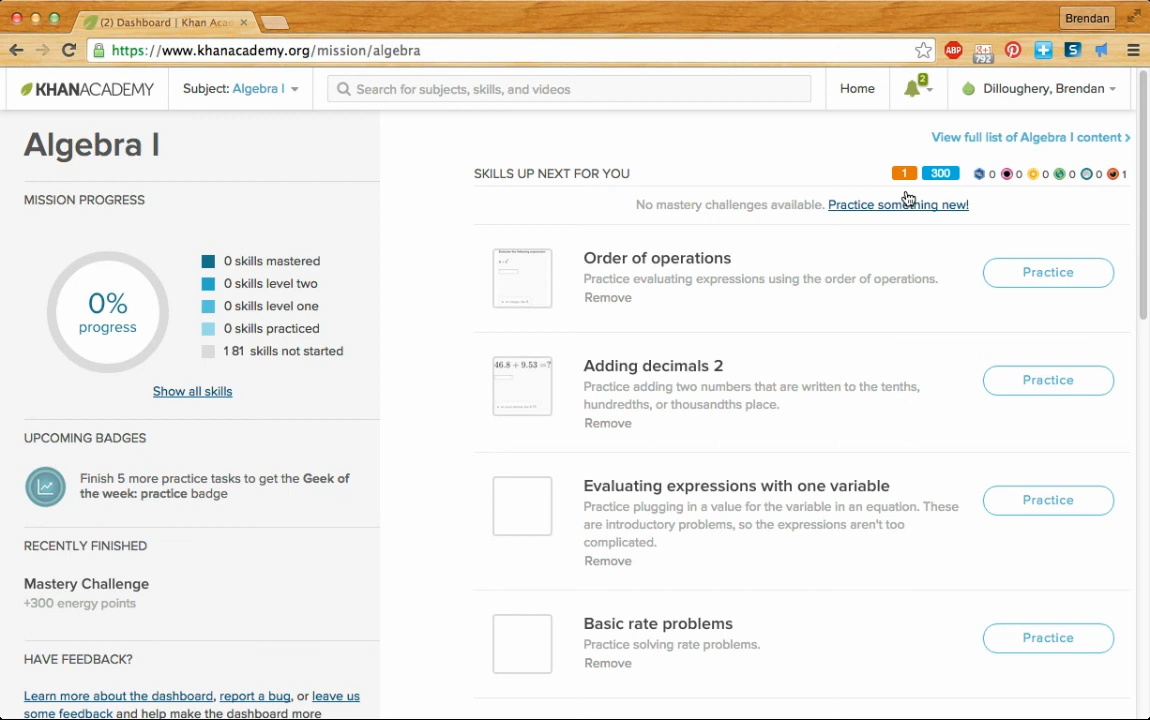 (2) Dashboard | Khan Acan
Brendan
https://www.khanacademy.org/mission/algebra
ABP
g+1
792
S
KHANACADEMY
Subject: Algebra I
Search for subjects, skills, and videos
Home
2
Dilloughery, Brendan
Algebra I
View full list of Algebra I content ›
MISSION PROGRESS
0%
progress
0 skills mastered
0 skills level two
0 skills level one
0 skills practiced
181 skills not started
Show all skills
UPCOMING BADGES
Finish 5 more practice tasks to get the Geek of
the week: practice badge
RECENTLY FINISHED
Mastery Challenge
+300 energy points
HAVE FEEDBACK?
Learn more about the dashboard, report a bug, or leave us
some feedback and help make the dashboard more
SKILLS UP NEXT FOR YOU
1 300 0 0 0 0 0 1
No mastery challenges available. Practice something new!
Order of operations
Practice evaluating expressions using the order of operations.
Remove
Practice
46.8 + 9.53 =?
Adding decimals 2
Practice adding two numbers that are written to the tenths,
hundredths, or thousandths place.
Remove
Practice
Evaluating expressions with one variable
Practice plugging in a value for the variable in an equation. These
are introductory problems, so the expressions aren't too
complicated.
Remove
Practice
Basic rate problems
Practice solving rate problems.
Remove
Practice